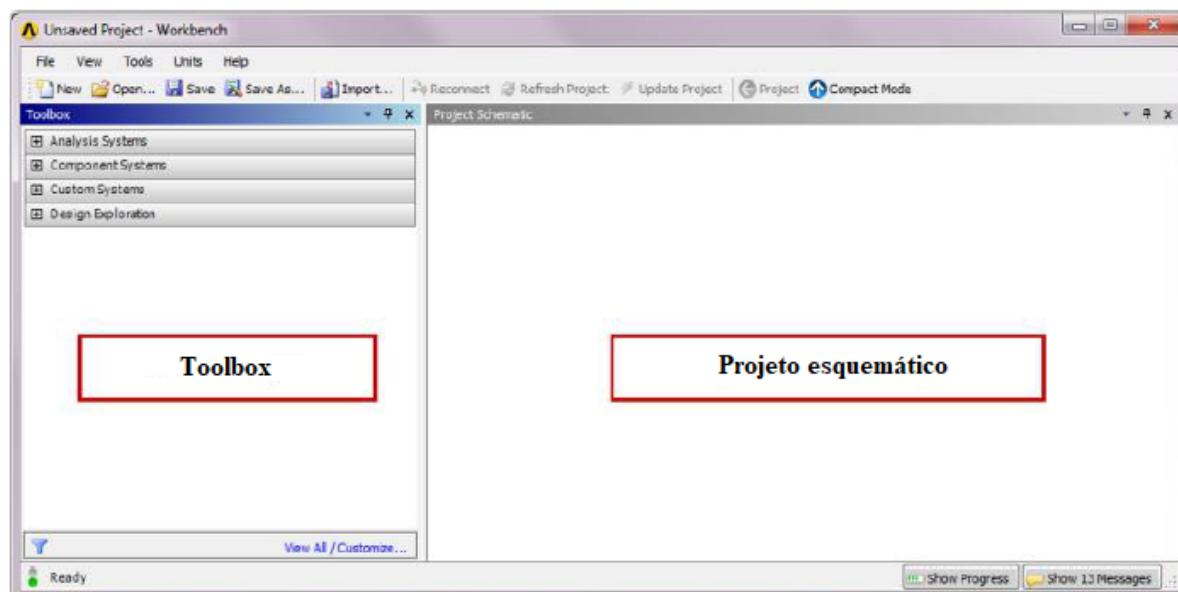 Unsaved Project - Workbench
File View Tools Units Help
New Open... Save Save As... Import... Reconnect Refresh Project Update Project Project Compact Mode
Toolbox
Project Schematic
Analysis Systems
Component Systems
Custom Systems
Design Exploration
Toolbox
Projeto esquemático
View All / Customize...
Ready
Show Progress
Show 13 Messages